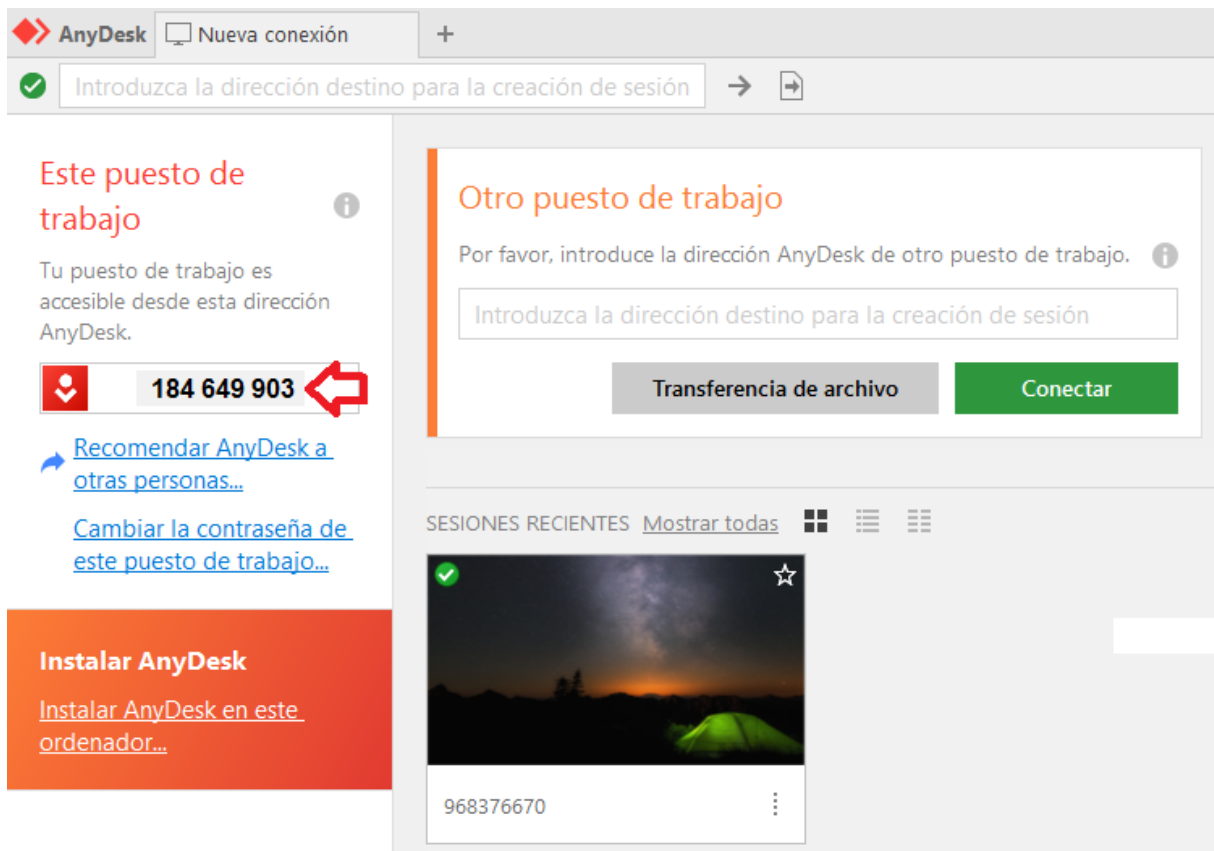 AnyDesk
Nueva conexión
+
Introduzca la dirección destino para la creación de sesión
Este puesto de
trabajo
Tu puesto de trabajo es
accesible desde esta dirección
AnyDesk.
184 649 903
Recomendar AnyDesk a
otras personas...
Cambiar la contraseña de
este puesto de trabajo...
Instalar AnyDesk
Instalar AnyDesk en este
ordenador...
Otro puesto de trabajo
Por favor, introduce la dirección AnyDesk de otro puesto de trabajo.
Introduzca la dirección destino para la creación de sesión
Transferencia de archivo
Conectar
SESIONES RECIENTES Mostrar todas
968376670